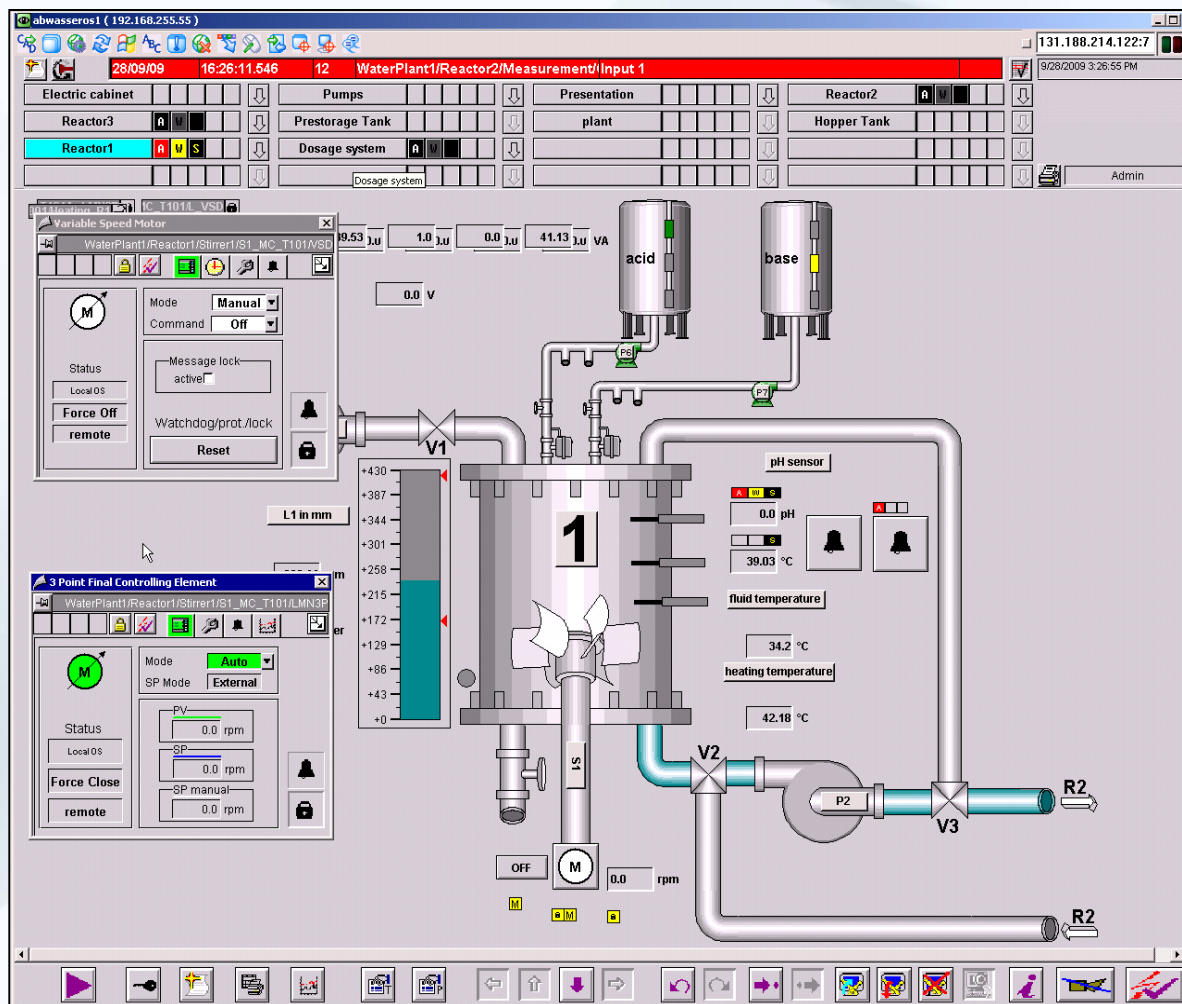 abwasseros1 ( 192.168.255.55 )
131.188.214.122:7
28/09/09 16:26:11.546 12 WaterPlant1/Reactor2/Measurement/(Input 1
9/28/2009 3:26:55 PM
Electric cabinet Pumps Presentation Reactor2 A W
Reactor3 A W Prestorage Tank plant Hopper Tank
Reactor1 A W S Dosage system A W
Dosage system Admin
IC_T101/L_VSD
Variable Speed Motor
WaterPlant1/Reactor1/Stirrer1/S1_MC_T101/VSD
M
Mode Manual
Command Off
Status
Local OS
Force Off
remote
Message lock
active
Watchdog/prot./lock
Reset
39.53 0.u 1.0 0.u 0.0 0.u 41.13 0.u VA
0.0 V
acid
base
P6
P7
V1
L1 in mm
+430
+387
+344
+301
+258
+215
+172
+129
+86
+43
+0
1
pH sensor
A W S
0.0 pH
S
39.03 °C
A
fluid temperature
34.2 °C
heating temperature
42.18 °C
3 Point Final Controlling Element
WaterPlant1/Reactor1/Stirrer1/S1_MC_T101/LMN3P
M
Mode Auto
SP Mode External
Status
Local OS
Force Close
remote
PV
0.0 rpm
SP
0.0 rpm
SP manual
0.0 rpm
S1
V2
P2
V3
R2
OFF
M
0.0 rpm
M
M
R2